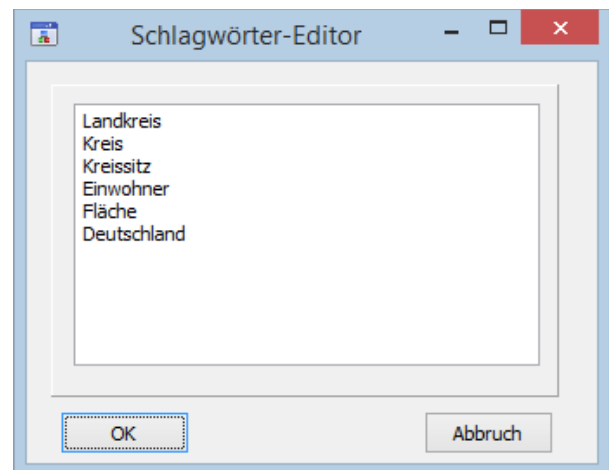 Schlagwörter-Editor
Landkreis
Kreis
Kreissitz
Einwohner
Fläche
Deutschland
OK
Abbruch